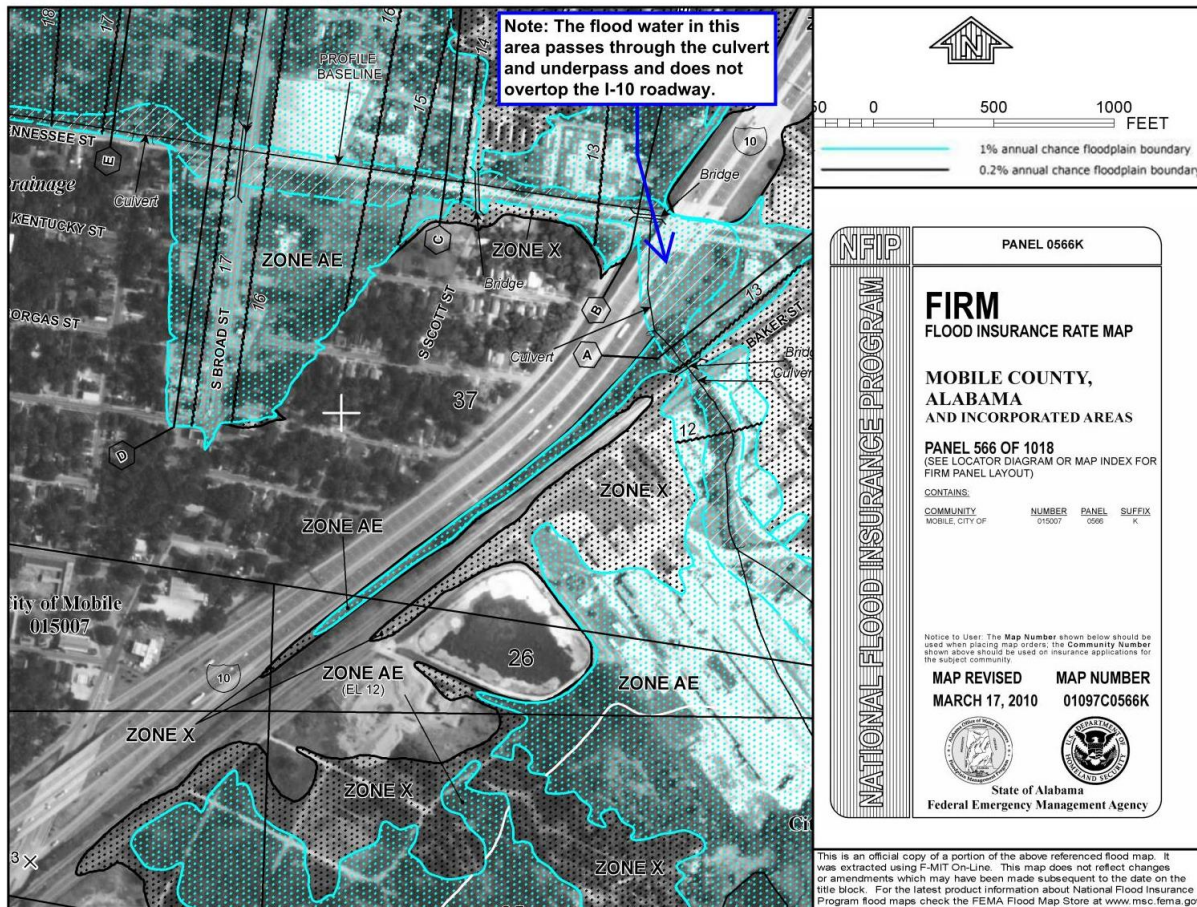 Note: The flood water in this
area passes through the culvert
and underpass and does not
overtop the I-10 roadway.
18
17
16
15
14
13
PROFILE
BASELINE
10
NNESSEE ST
E
rainage
Culvert
KENTUCKY ST
ZONE AE
17
16
C
ZONE X
Bridge
Bridge
ORGAS ST
S BROAD ST
S SCOTT ST
B
A
Culvert
13
BAKER ST
Culver
37
D
12
ZONE X
ZONE AE
ity of Mobile
015007
10
26
ZONE AE
(EL 12)
ZONE AE
ZONE X
ZONE X
ZONE X
3
N
0 500 1000
FEET
1% annual chance floodplain boundary
0.2% annual chance floodplain boundary
NFIP
PANEL 0566K
NATIONAL FLOOD INSURANCE PROGRAM
FIRM
FLOOD INSURANCE RATE MAP
MOBILE COUNTY,
ALABAMA
AND INCORPORATED AREAS
PANEL 566 OF 1018
(SEE LOCATOR DIAGRAM OR MAP INDEX FOR
FIRM PANEL LAYOUT)
CONTAINS:
COMMUNITY NUMBER PANEL SUFFIX
MOBILE, CITY OF 015007 0566 K
Notice to User: The Map Number shown below should be
used when placing map orders; the Community Number
shown above should be used on insurance applications for
the subject community.
MAP REVISED MAP NUMBER
MARCH 17, 2010 01097C0566K
U.S. DEPARTMENT OF
HOMELAND SECURITY
State of Alabama
Federal Emergency Management Agency
This is an official copy of a portion of the above referenced flood map. It
was extracted using F-MIT On-Line. This map does not reflect changes
or amendments which may have been made subsequent to the date on the
title block. For the latest product information about National Flood Insurance
Program flood maps check the FEMA Flood Map Store at www.msc.fema.go